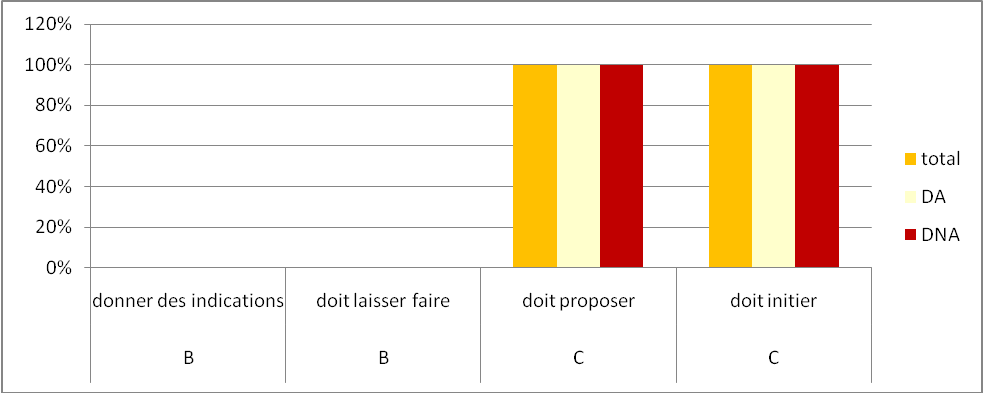 120%
100%
80%
60%
40%
20%
0%
donner des indications
doit laisser faire
doit proposer
doit initier
B
B
C
C
total
DA
DNA